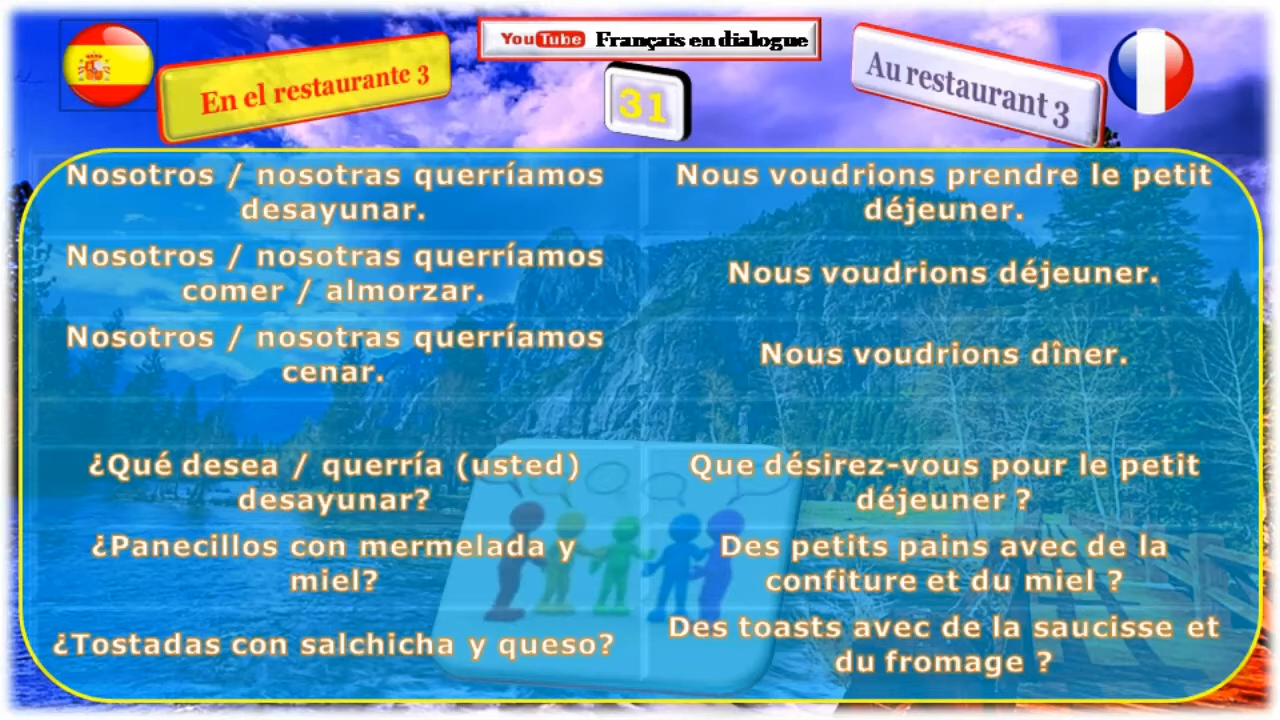 En el restaurante 3
YouTube Français en dialogue
31
Au restaurant 3
Nosotros / nosotras querríamos
desayunar.
Nous voudrions prendre le petit
déjeuner.
Nosotros / nosotras querríamos
comer / almorzar.
Nous voudrions déjeuner.
Nosotros / nosotras querríamos
cenar.
Nous voudrions dîner.
¿Qué desea / querría (usted)
desayunar?
Que désirez-vous pour le petit
déjeuner ?
¿Panecillos con mermelada y
miel?
Des petits pains avec de la
confiture et du miel ?
¿Tostadas con salchicha y queso?
Des toasts avec de la saucisse et
du fromage ?